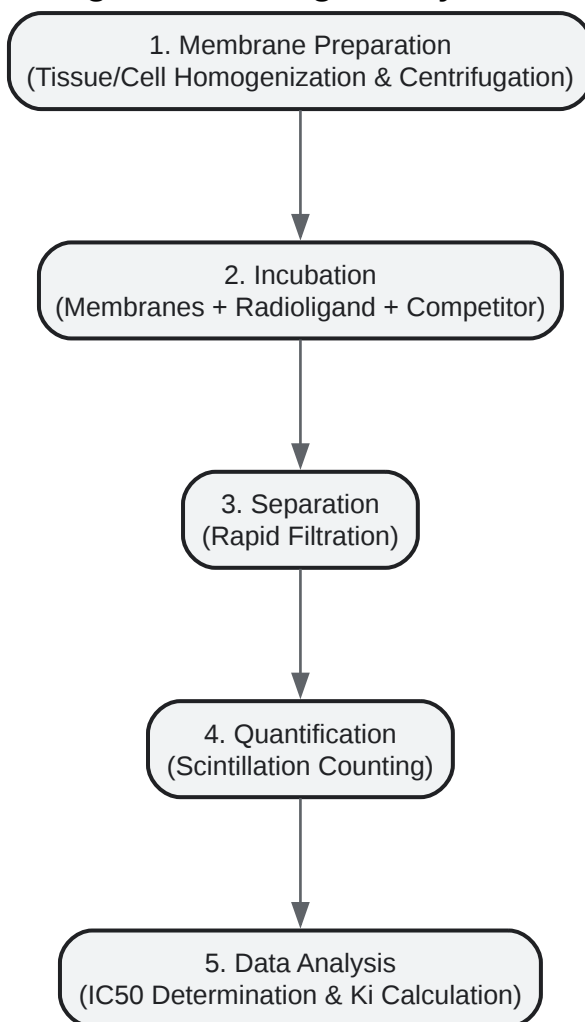 1. Membrane Preparation
(Tissue/Cell Homogenization & Centrifugation)
2. Incubation
(Membranes + Radioligand + Competitor)
3. Separation
(Rapid Filtration)
4. Quantification
(Scintillation Counting)
5. Data Analysis
(IC50 Determination & Ki Calculation)